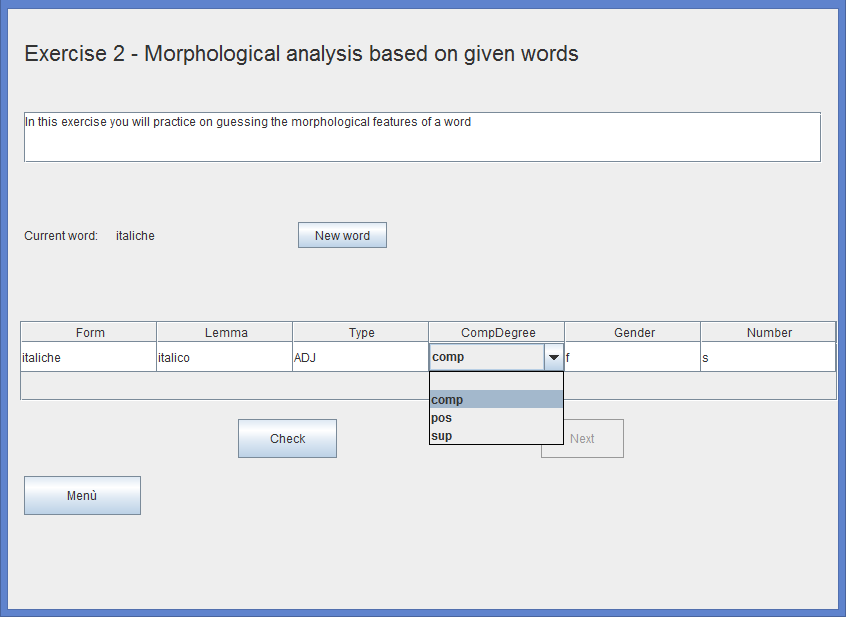 Exercise 2 - Morphological analysis based on given words
In this exercise you will practice on guessing the morphological features of a word
Current word: italiche New word
Form Lemma Type CompDegree Gender Number
italiche italico ADJ comp f s
comp
pos
sup
Check Next
Menù